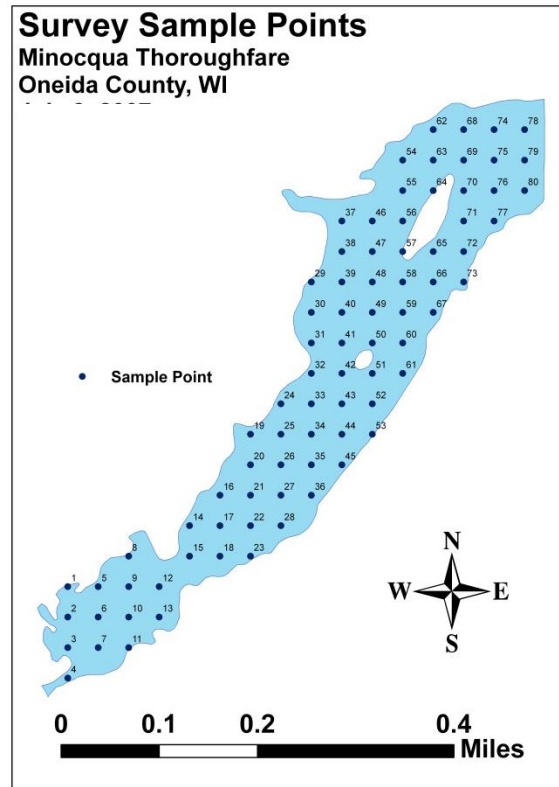 Survey Sample Points
Minocqua Thoroughfare
Oneida County, WI
62 68 74 78
54 63 69 75 79
55 64 70 76 80
37 46 56 71 77
38 47 57 65 72
29 39 48 58 66 73
30 40 49 59 67
31 41 50 60
32 42 51 61
Sample Point
24 33 43 52
19 25 34 44 53
20 26 35 45
16 21 27 36
14 17 22 28
8 15 18 23
N
1 5 9 12
W E
2 6 10 13
S
3 7 11
4
0 0.1 0.2 0.4
Miles